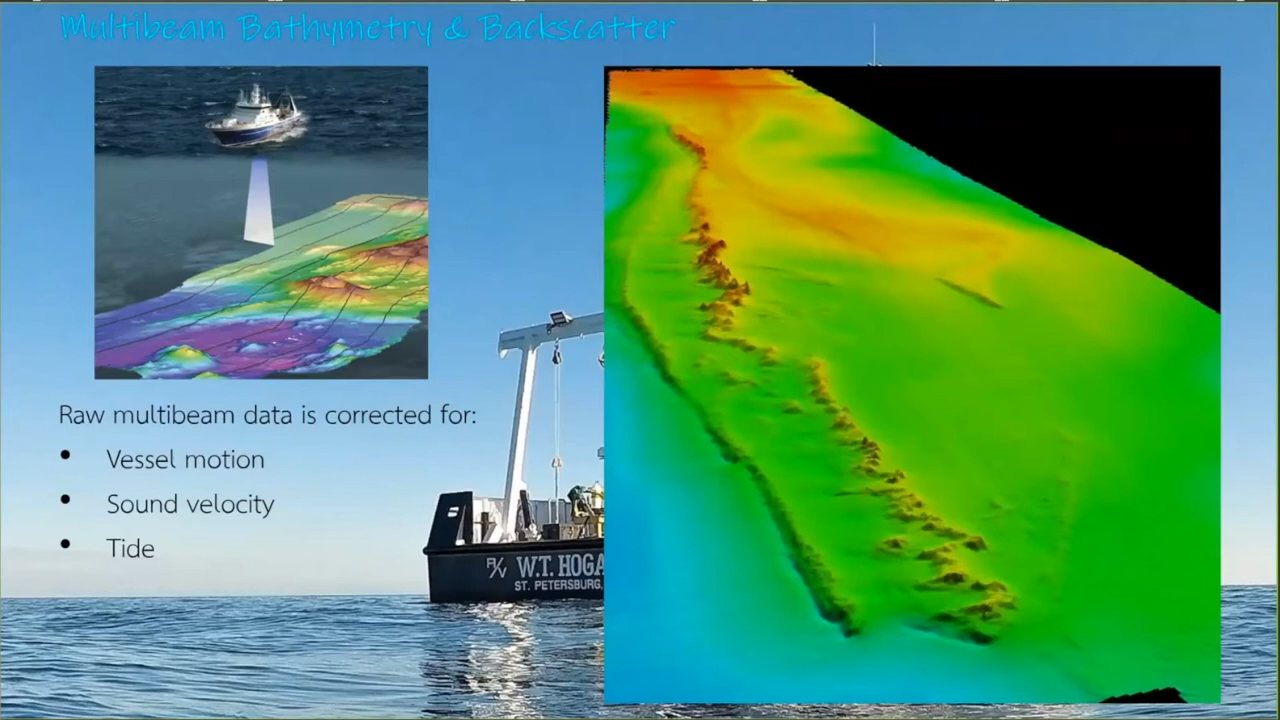 Multibeam Bathymetry & Backscatter
Raw multibeam data is corrected for:
• Vessel motion
• Sound velocity
• Tide
R/V W.T. HOGA
ST. PETERSBURG,